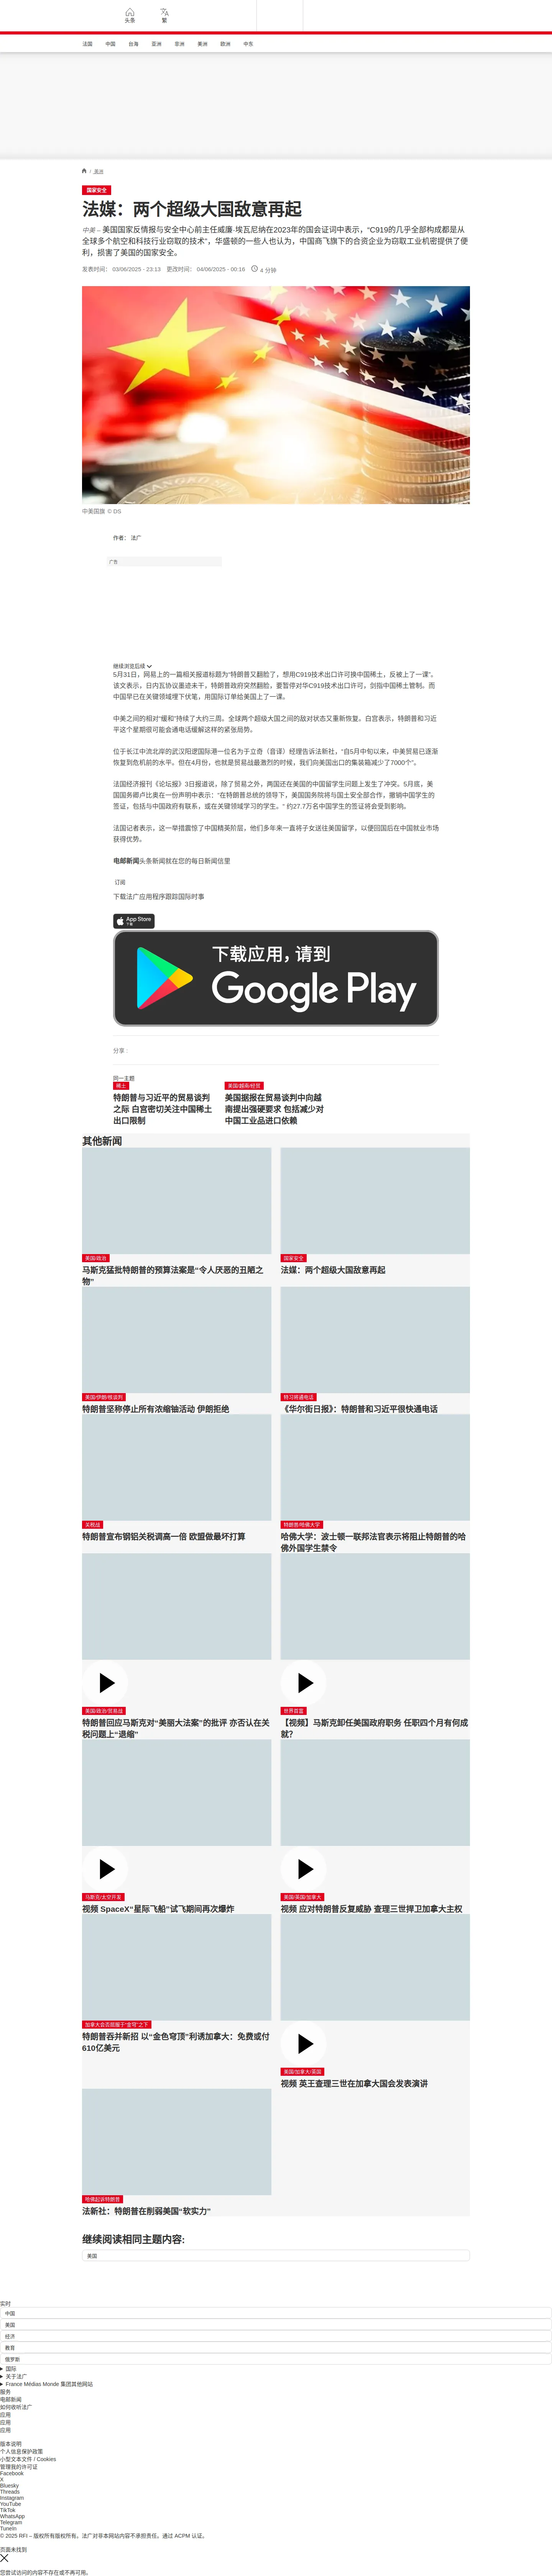 头条
繁
法国
中国
台海
亚洲
非洲
美洲
欧洲
中东
/ 美洲
国家安全
法媒：两个超级大国敌意再起
中美 – 美国国家反情报与安全中心前主任威廉·埃瓦尼纳在2023年的国会证词中表示，“C919的几乎全部构成都是从
全球多个航空和科技行业窃取的技术”，华盛顿的一些人也认为，中国商飞旗下的合资企业为窃取工业机密提供了便
利，损害了美国的国家安全。
发表时间： 03/06/2025 - 23:13 更改时间： 04/06/2025 - 00:16 4 分钟
中美国旗 © DS
作者： 法广
广告
继续浏览后续
5月31日，网易上的一篇相关报道标题为“特朗普又翻脸了，想用C919技术出口许可换中国稀土，反被上了一课”。
该文表示，日内瓦协议墨迹未干，特朗普政府突然翻脸，要暂停对华C919技术出口许可，剑指中国稀土管制。而
中国早已在关键领域埋下伏笔，用国际订单给美国上了一课。
中美之间的相对“缓和”持续了大约三周。全球两个超级大国之间的敌对状态又重新恢复。白宫表示，特朗普和习近
平这个星期很可能会通电话缓解这样的紧张局势。
位于长江中流北岸的武汉阳逻国际港一位名为于立奇（音译）经理告诉法新社，“自5月中旬以来，中美贸易已逐渐
恢复到危机前的水平。但在4月份，也就是贸易战最激烈的时候，我们向美国出口的集装箱减少了7000个”。
法国经济报刊《论坛报》3日报道说，除了贸易之外，两国还在美国的中国留学生问题上发生了冲突。5月底，美
国国务卿卢比奥在一份声明中表示：“在特朗普总统的领导下，美国国务院将与国土安全部合作，撤销中国学生的
签证，包括与中国政府有联系，或在关键领域学习的学生。” 约27.7万名中国学生的签证将会受到影响。
法国记者表示，这一举措震惊了中国精英阶层，他们多年来一直将子女送往美国留学，以便回国后在中国就业市场
获得优势。
电邮新闻头条新闻就在您的每日新闻信里
订阅
下载法广应用程序跟踪国际时事
App Store
下载
下载应用，请到
Google Play
分享 :
同一主题
稀土
特朗普与习近平的贸易谈判
之际 白宫密切关注中国稀土
出口限制
美国/越南/经贸
美国据报在贸易谈判中向越
南提出强硬要求 包括减少对
中国工业品进口依赖
其他新闻
美国/政治
马斯克猛批特朗普的预算法案是“令人厌恶的丑陋之
物”
国家安全
法媒：两个超级大国敌意再起
美国/伊朗/核谈判
特朗普坚称停止所有浓缩铀活动 伊朗拒绝
特习将通电话
《华尔街日报》：特朗普和习近平很快通电话
关税战
特朗普宣布钢铝关税调高一倍 欧盟做最坏打算
特朗普/哈佛大学
哈佛大学：波士顿一联邦法官表示将阻止特朗普的哈
佛外国学生禁令
美国/政治/贸易战
特朗普回应马斯克对“美丽大法案”的批评 亦否认在关
税问题上“退缩”
世界首富
【视频】马斯克卸任美国政府职务 任职四个月有何成
就？
马斯克/太空开发
视频 SpaceX“星际飞船”试飞期间再次爆炸
美国/英国/加拿大
视频 应对特朗普反复威胁 查理三世捍卫加拿大主权
加拿大会否屈服于“金穹”之下
特朗普吞并新招 以“金色穹顶”利诱加拿大：免费或付
610亿美元
美国/加拿大/英国
视频 英王查理三世在加拿大国会发表演讲
哈佛起诉特朗普
法新社：特朗普在削弱美国“软实力”
继续阅读相同主题内容:
美国
实时
中国
美国
经济
教育
俄罗斯
国际
关于法广
France Médias Monde 集团其他网站
服务
电邮新闻
如何收听法广
应用
应用
应用
版本说明
个人信息保护政策
小型文本文件 / Cookies
管理我的许可证
Facebook
X
Bluesky
Threads
Instagram
YouTube
TikTok
WhatsApp
Telegram
TuneIn
© 2025 RFI – 版权所有版权所有。法广对非本网站内容不承担责任。通过 ACPM 认证。
页面未找到
您尝试访问的内容不存在或不再可用。